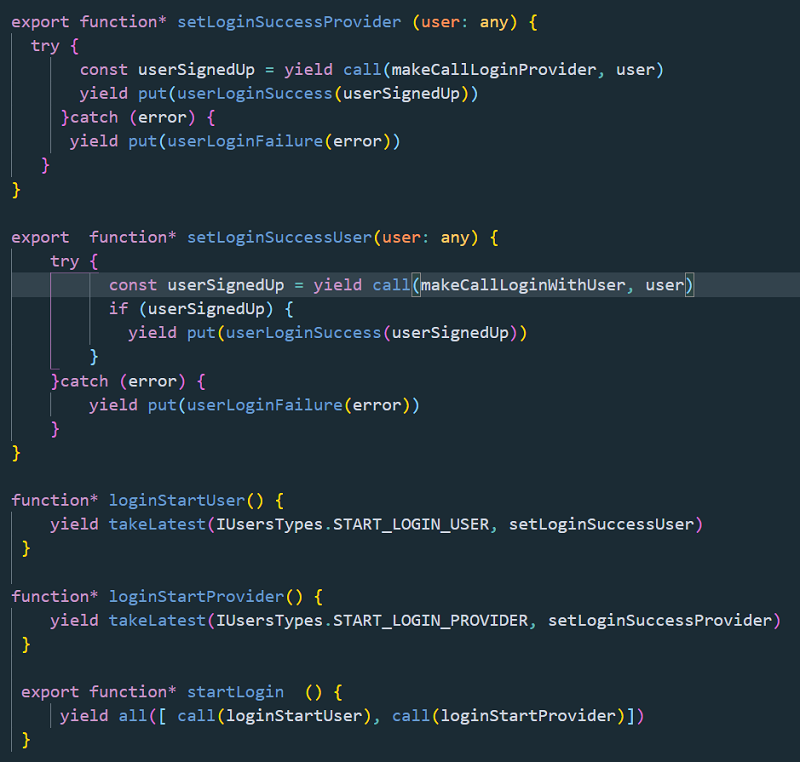 export function* setLoginSuccessProvider (user: any) {
try {
const userSignedUp = yield call(makeCallLoginProvider, user)
yield put(userLoginSuccess(userSignedUp))
}catch (error) {
yield put(userLoginFailure(error))
}
}
export  function* setLoginSuccessUser(user: any) {
try {
const userSignedUp = yield call(makeCallLoginWithUser, user)
if (userSignedUp) {
yield put(userLoginSuccess(userSignedUp))
}
}catch (error) {
yield put(userLoginFailure(error))
}
}
function* loginStartUser() {
yield takeLatest(IUsersTypes.START_LOGIN_USER, setLoginSuccessUser)
}
function* loginStartProvider() {
yield takeLatest(IUsersTypes.START_LOGIN_PROVIDER, setLoginSuccessProvider)
}
export function* startLogin  () {
yield all([ call(loginStartUser), call(loginStartProvider)])
}